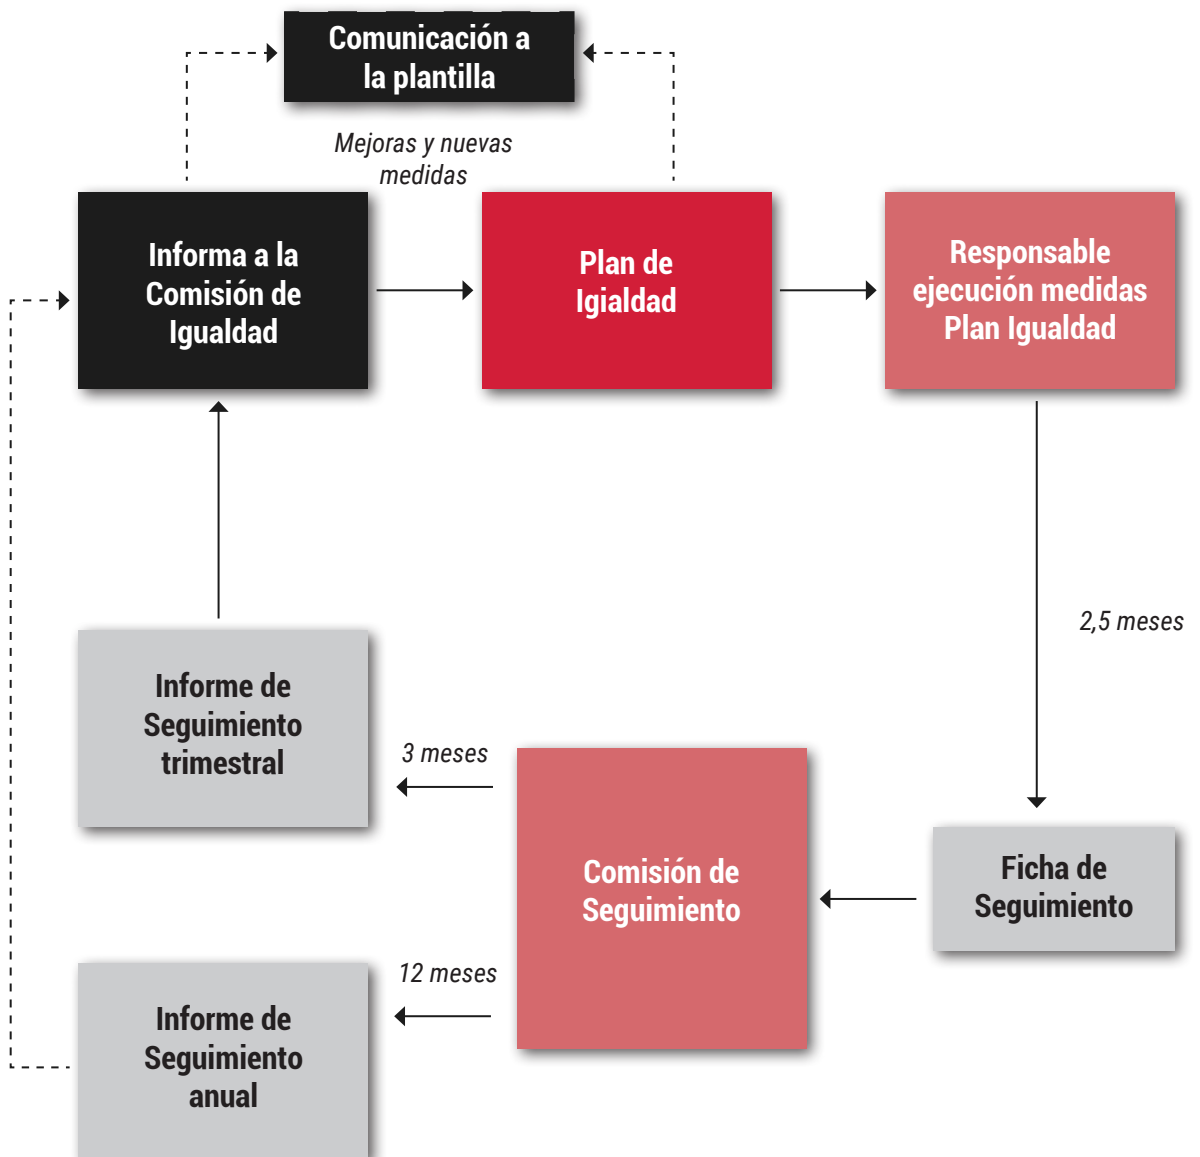 Comunicación a
la plantilla
Mejoras y nuevas
medidas
Informa a la
Comisión de
Igualdad
Plan de
Igialdad
Responsable
ejecución medidas
Plan Igualdad
2,5 meses
Informe de
Seguimiento
trimestral
3 meses
Comisión de
Seguimiento
Ficha de
Seguimiento
12 meses
Informe de
Seguimiento
anual